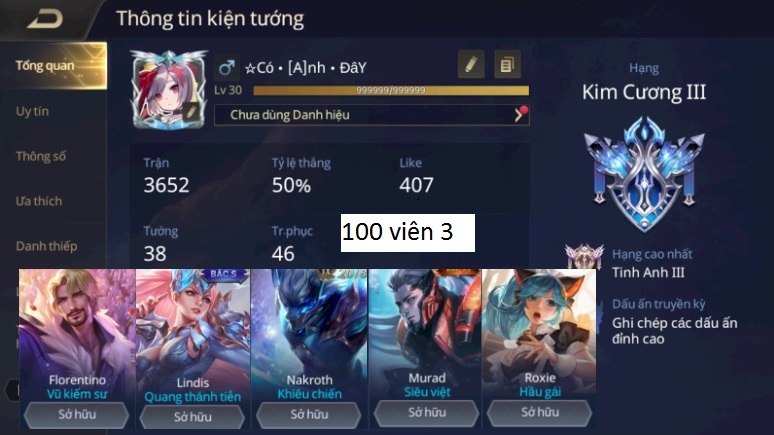 Thông tin kiện tướng
Tổng quan
Uy tín
Thông số
Ưa thích
Danh thiếp
☆Có • [A]nh • ĐâY
Lv 30
999999/999999
Chưa dùng Danh hiệu
Trận
3652
Tỷ lệ thắng
50%
Like
407
Tướng
38
Tr.phục
46
100 viên 3
Hạng
Kim Cương III
Hạng cao nhất
Tinh Anh III
Dấu ấn truyền kỳ
Ghi chép các dấu ấn
đỉnh cao
Florentino
Vũ kiếm sư
Sở hữu
BẬC S
Lindis
Quang thánh tiễn
Sở hữu
Nakroth
Khiêu chiến
Sở hữu
Murad
Siêu việt
Sở hữu
Roxie
Hầu gái
Sở hữu